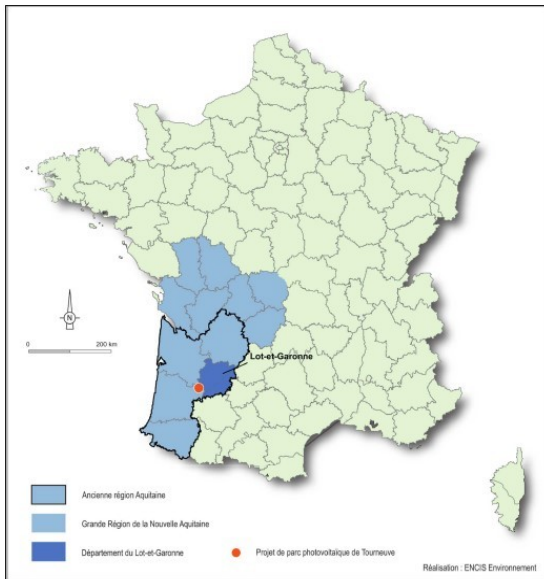 N
0
200 km
Lot-et-Garonne
Ancienne région Aquitaine
Grande Région de la Nouvelle Aquitaine
Département du Lot-et-Garonne
Projet de parc photovoltaïque de Tourneuve
Réalisation : ENCIS Environnement